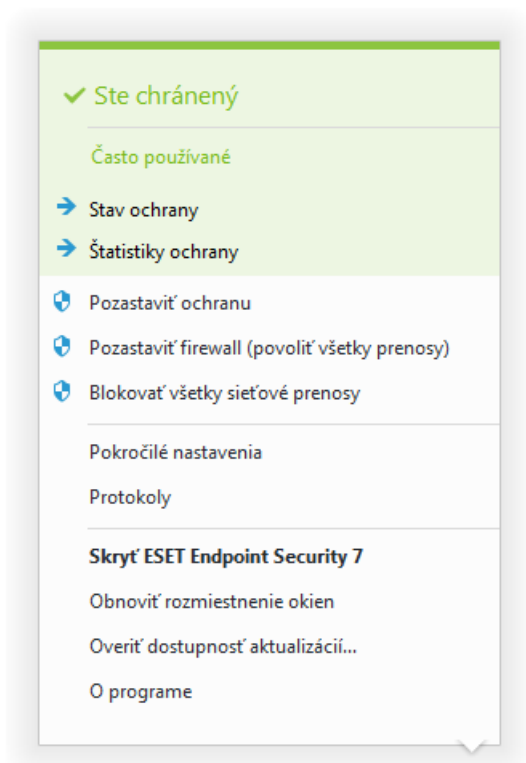 Ste chránený
Často používané
Stav ochrany
Štatistiky ochrany
Pozastaviť ochranu
Pozastaviť firewall (povoliť všetky prenosy)
Blokovať všetky sieťové prenosy
Pokročilé nastavenia
Protokoly
Skryť ESET Endpoint Security 7
Obnoviť rozmiestnenie okien
Overiť dostupnosť aktualizácií...
O programe